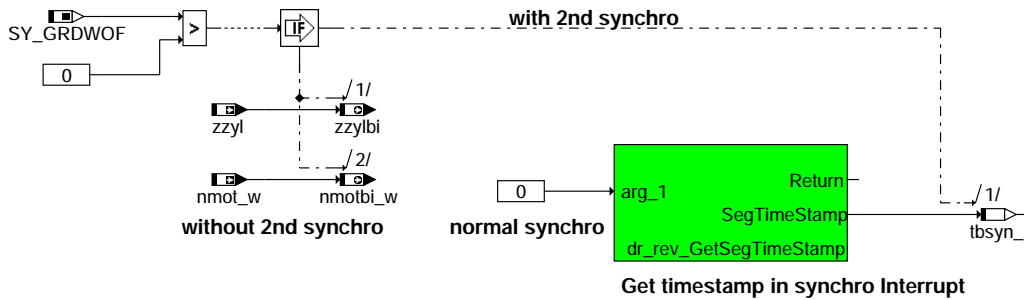 with 2nd synchro
SY_GRDWOF
>
IF
0
/1/
zzyl
zzylbi
/2/
nmot_w
nmotbi_w
without 2nd synchro
0
normal synchro
arg_1
Return
SegTimeStamp
dr_rev_GetSegTimeStamp
/1/
tbsyn_
Get timestamp in synchro Interrupt